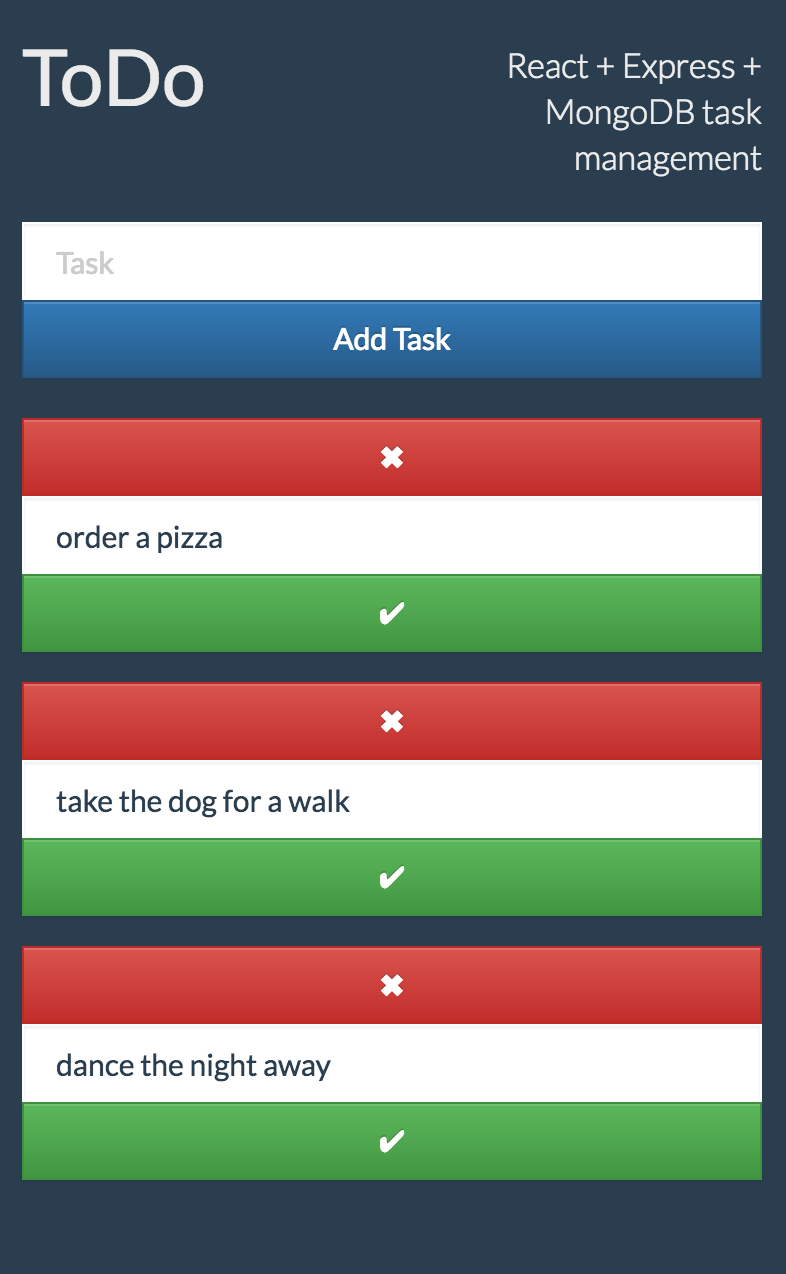 ToDo
React + Express +
MongoDB task
management
Task
Add Task
✖
order a pizza
✔
✖
take the dog for a walk
✔
✖
dance the night away
✔